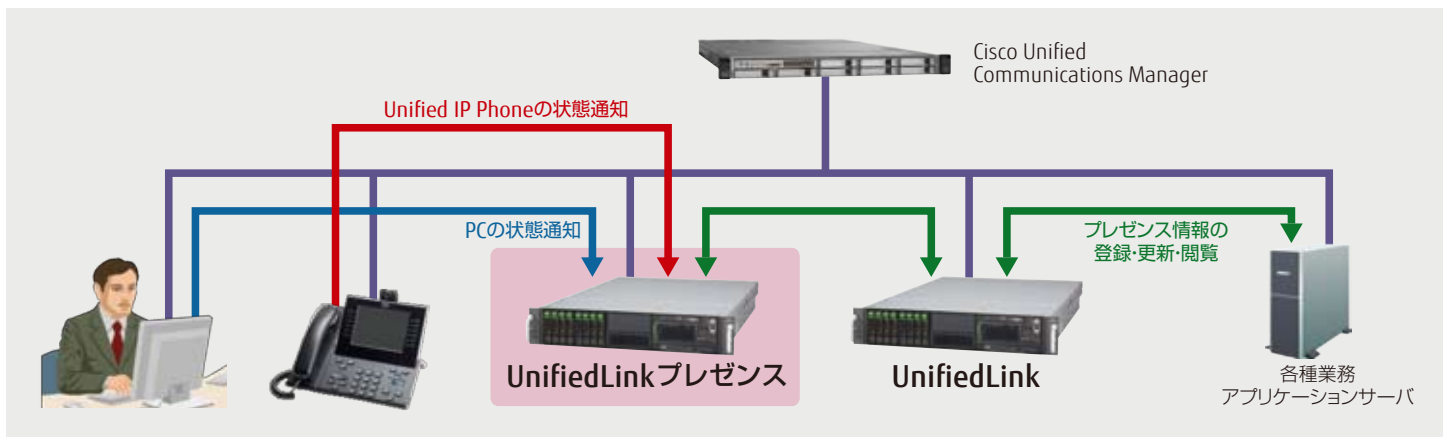 Cisco Unified
Communications Manager
Unified IP Phoneの状態通知
PCの状態通知
プレゼンス情報の
登録・更新・閲覧
UnifiedLinkプレゼンス
UnifiedLink
各種業務
アプリケーションサーバ